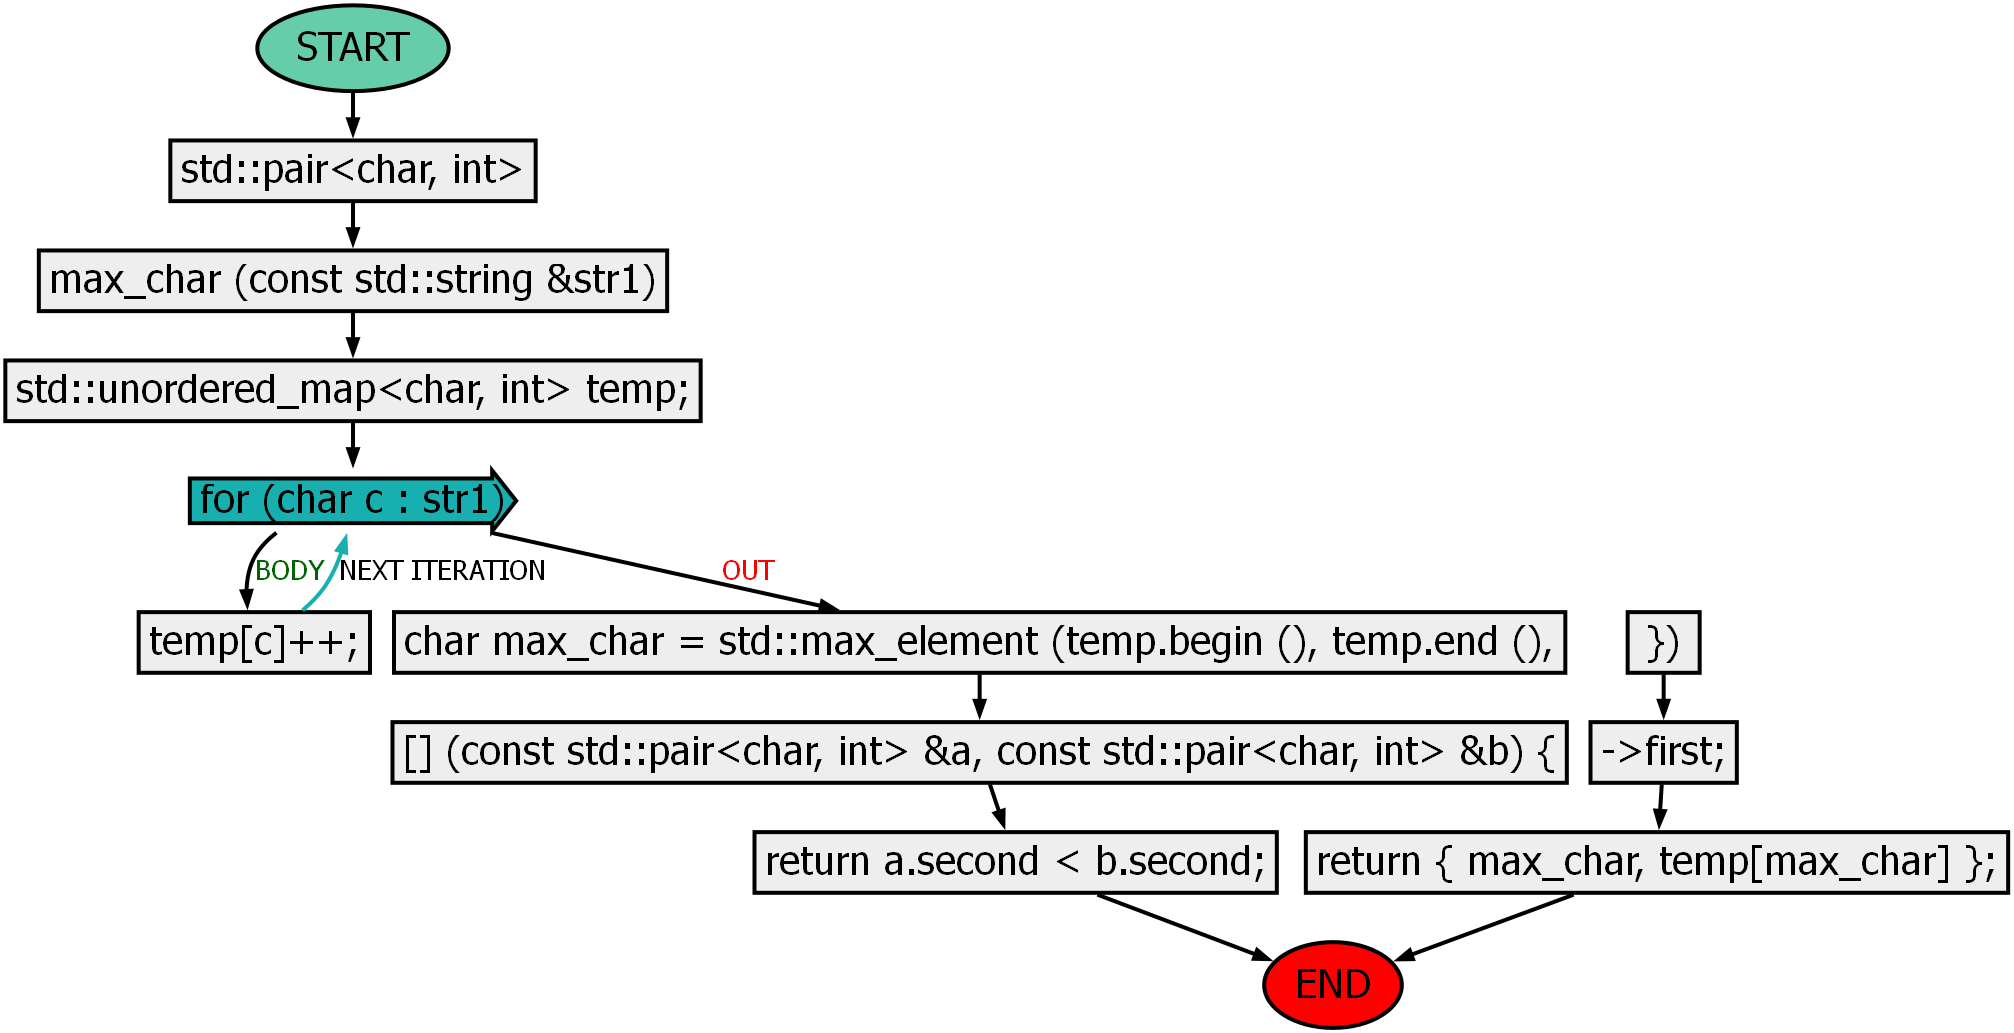 START
std::pair<char, int>
max_char (const std::string &str1)
std::unordered_map<char, int> temp;
for (char c : str1)
BODY
NEXT ITERATION
OUT
temp[c]++;
char max_char = std::max_element (temp.begin (), temp.end (),
})
[] (const std::pair<char, int> &a, const std::pair<char, int> &b) {
->first;
return a.second < b.second;
return { max_char, temp[max_char] };
END